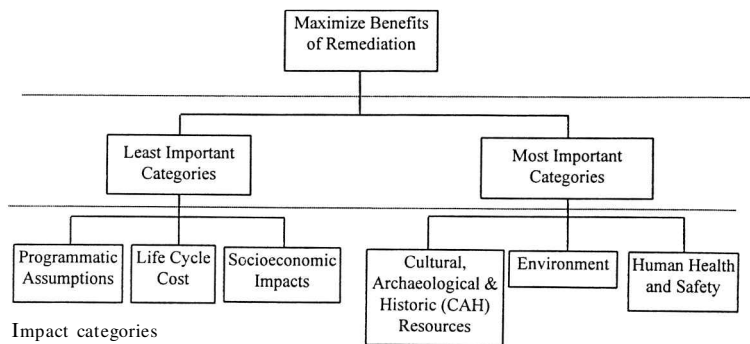 Maximize Benefits
of Remediation
Least Important
Categories
Most Important
Categories
Programmatic
Assumptions
Life Cycle
Cost
Socioeconomic
Impacts
Cultural,
Archaeological &
Historic (CAH)
Resources
Environment
Human Health
and Safety
Impact categories